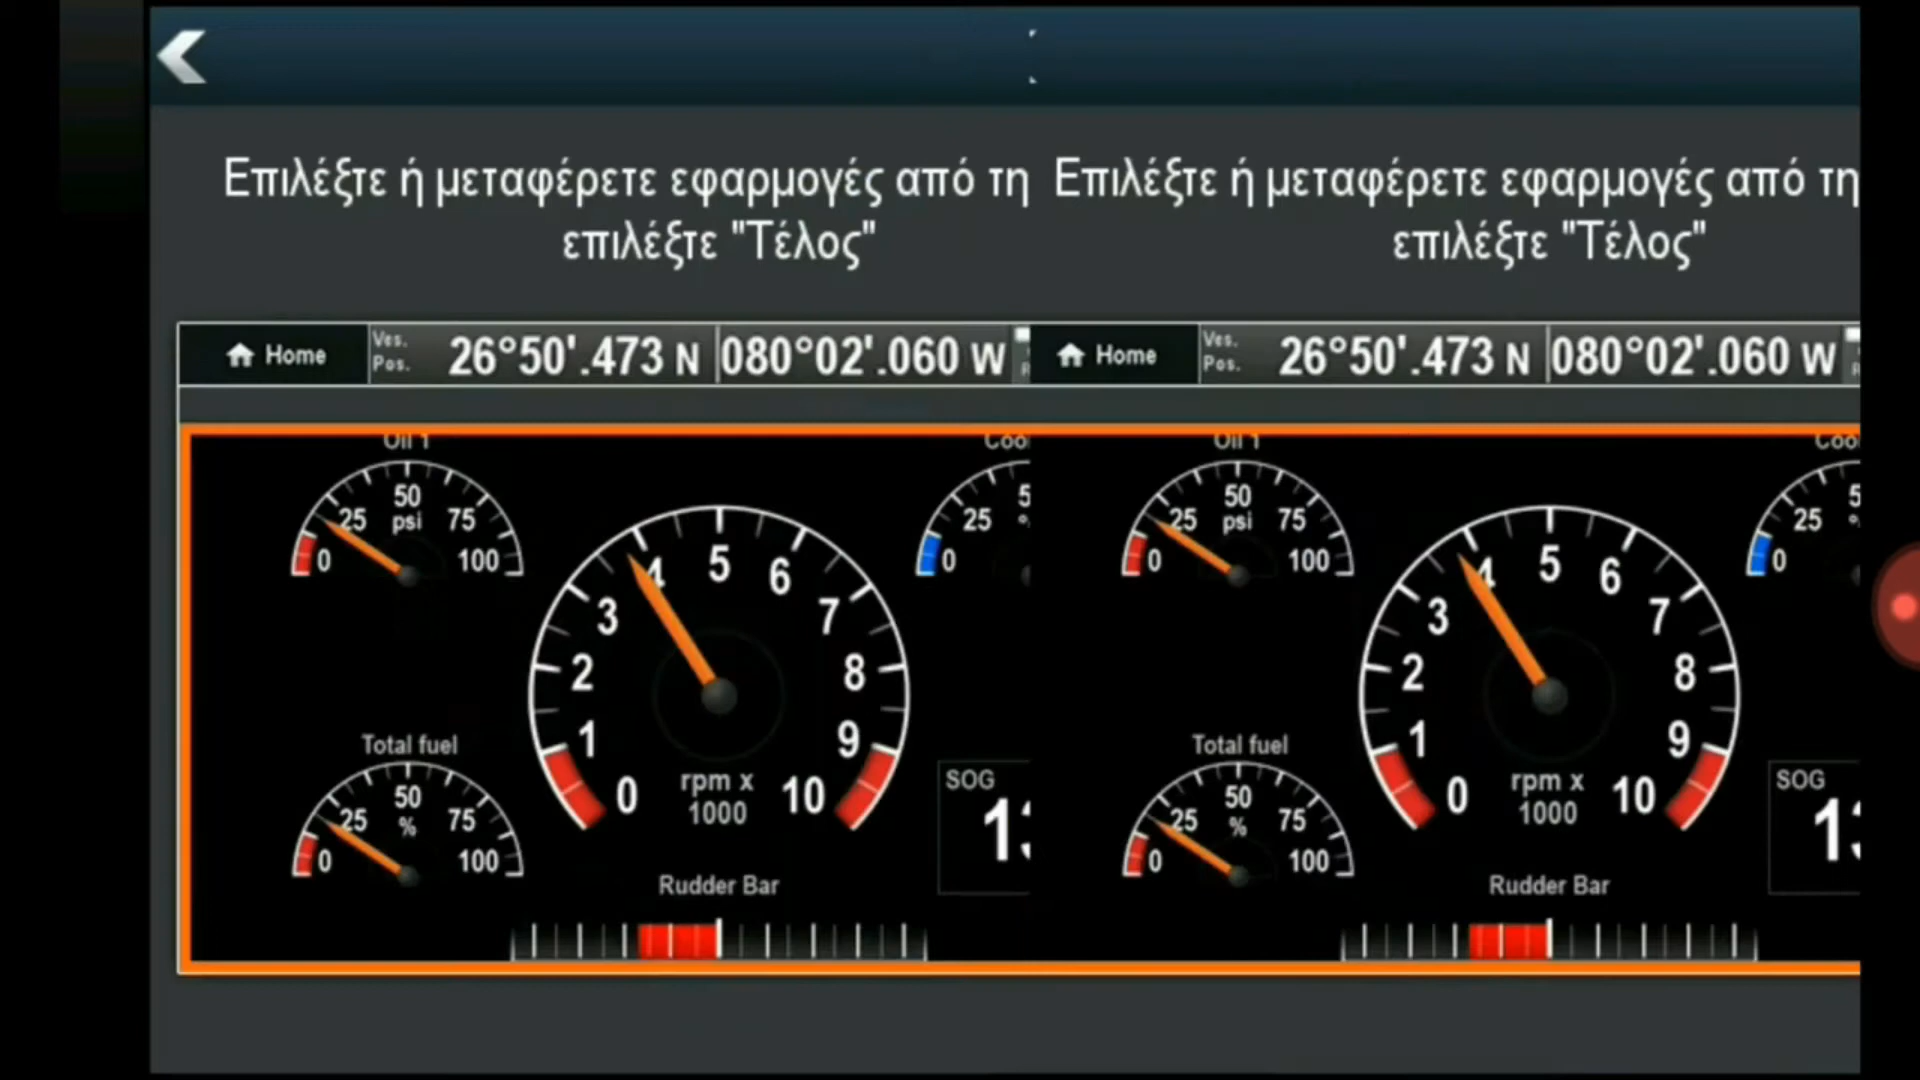 Επιλέξτε ή μεταφέρετε εφαρμογές από τη
επιλέξτε "Τέλος"
Home Ves. Pos. 26°50'.473 N 080°02'.060 W
Oil 1
0 25 50 75 100
psi
0 25
0 1 2 3 4 5 6 7 8 9 10
rpm x
1000
Total fuel
0 25 50 75 100
%
SOG
Rudder Bar
Επιλέξτε ή μεταφέρετε εφαρμογές από τη
επιλέξτε "Τέλος"
Home Ves. Pos. 26°50'.473 N 080°02'.060 W
Oil 1
0 25 50 75 100
psi
0 25
0 1 2 3 4 5 6 7 8 9 10
rpm x
1000
Total fuel
0 25 50 75 100
%
SOG
Rudder Bar